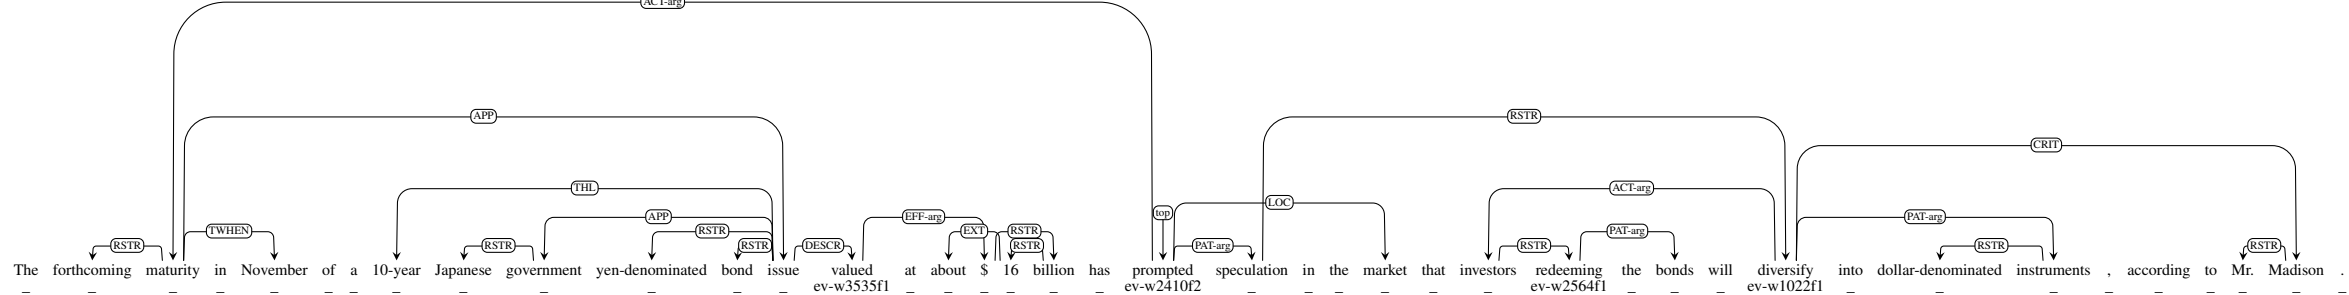 ACT-arg
APP RSTR
CRIT
THL ACT-arg
LOC
APP EFF-arg top PAT-arg
TWHEN RSTR EXT RSTR PAT-arg
RSTR RSTR RSTR DESCR RSTR PAT-arg RSTR RSTR RSTR
The forthcoming maturity in November of a 10-year Japanese government yen-denominated bond issue valued at about $ 16 billion has prompted speculation in the market that investors redeeming the bonds will diversify into dollar-denominated instruments , according to Mr. Madison .
_ _ _ _ _ _ _ _ _ _ _ _ _ ev-w3535f1 _ _ _ _ _ _ ev-w2410f2 _ _ _ _ _ _ ev-w2564f1 _ _ _ ev-w1022f1 _ _ _ _ _ _ _ _ _